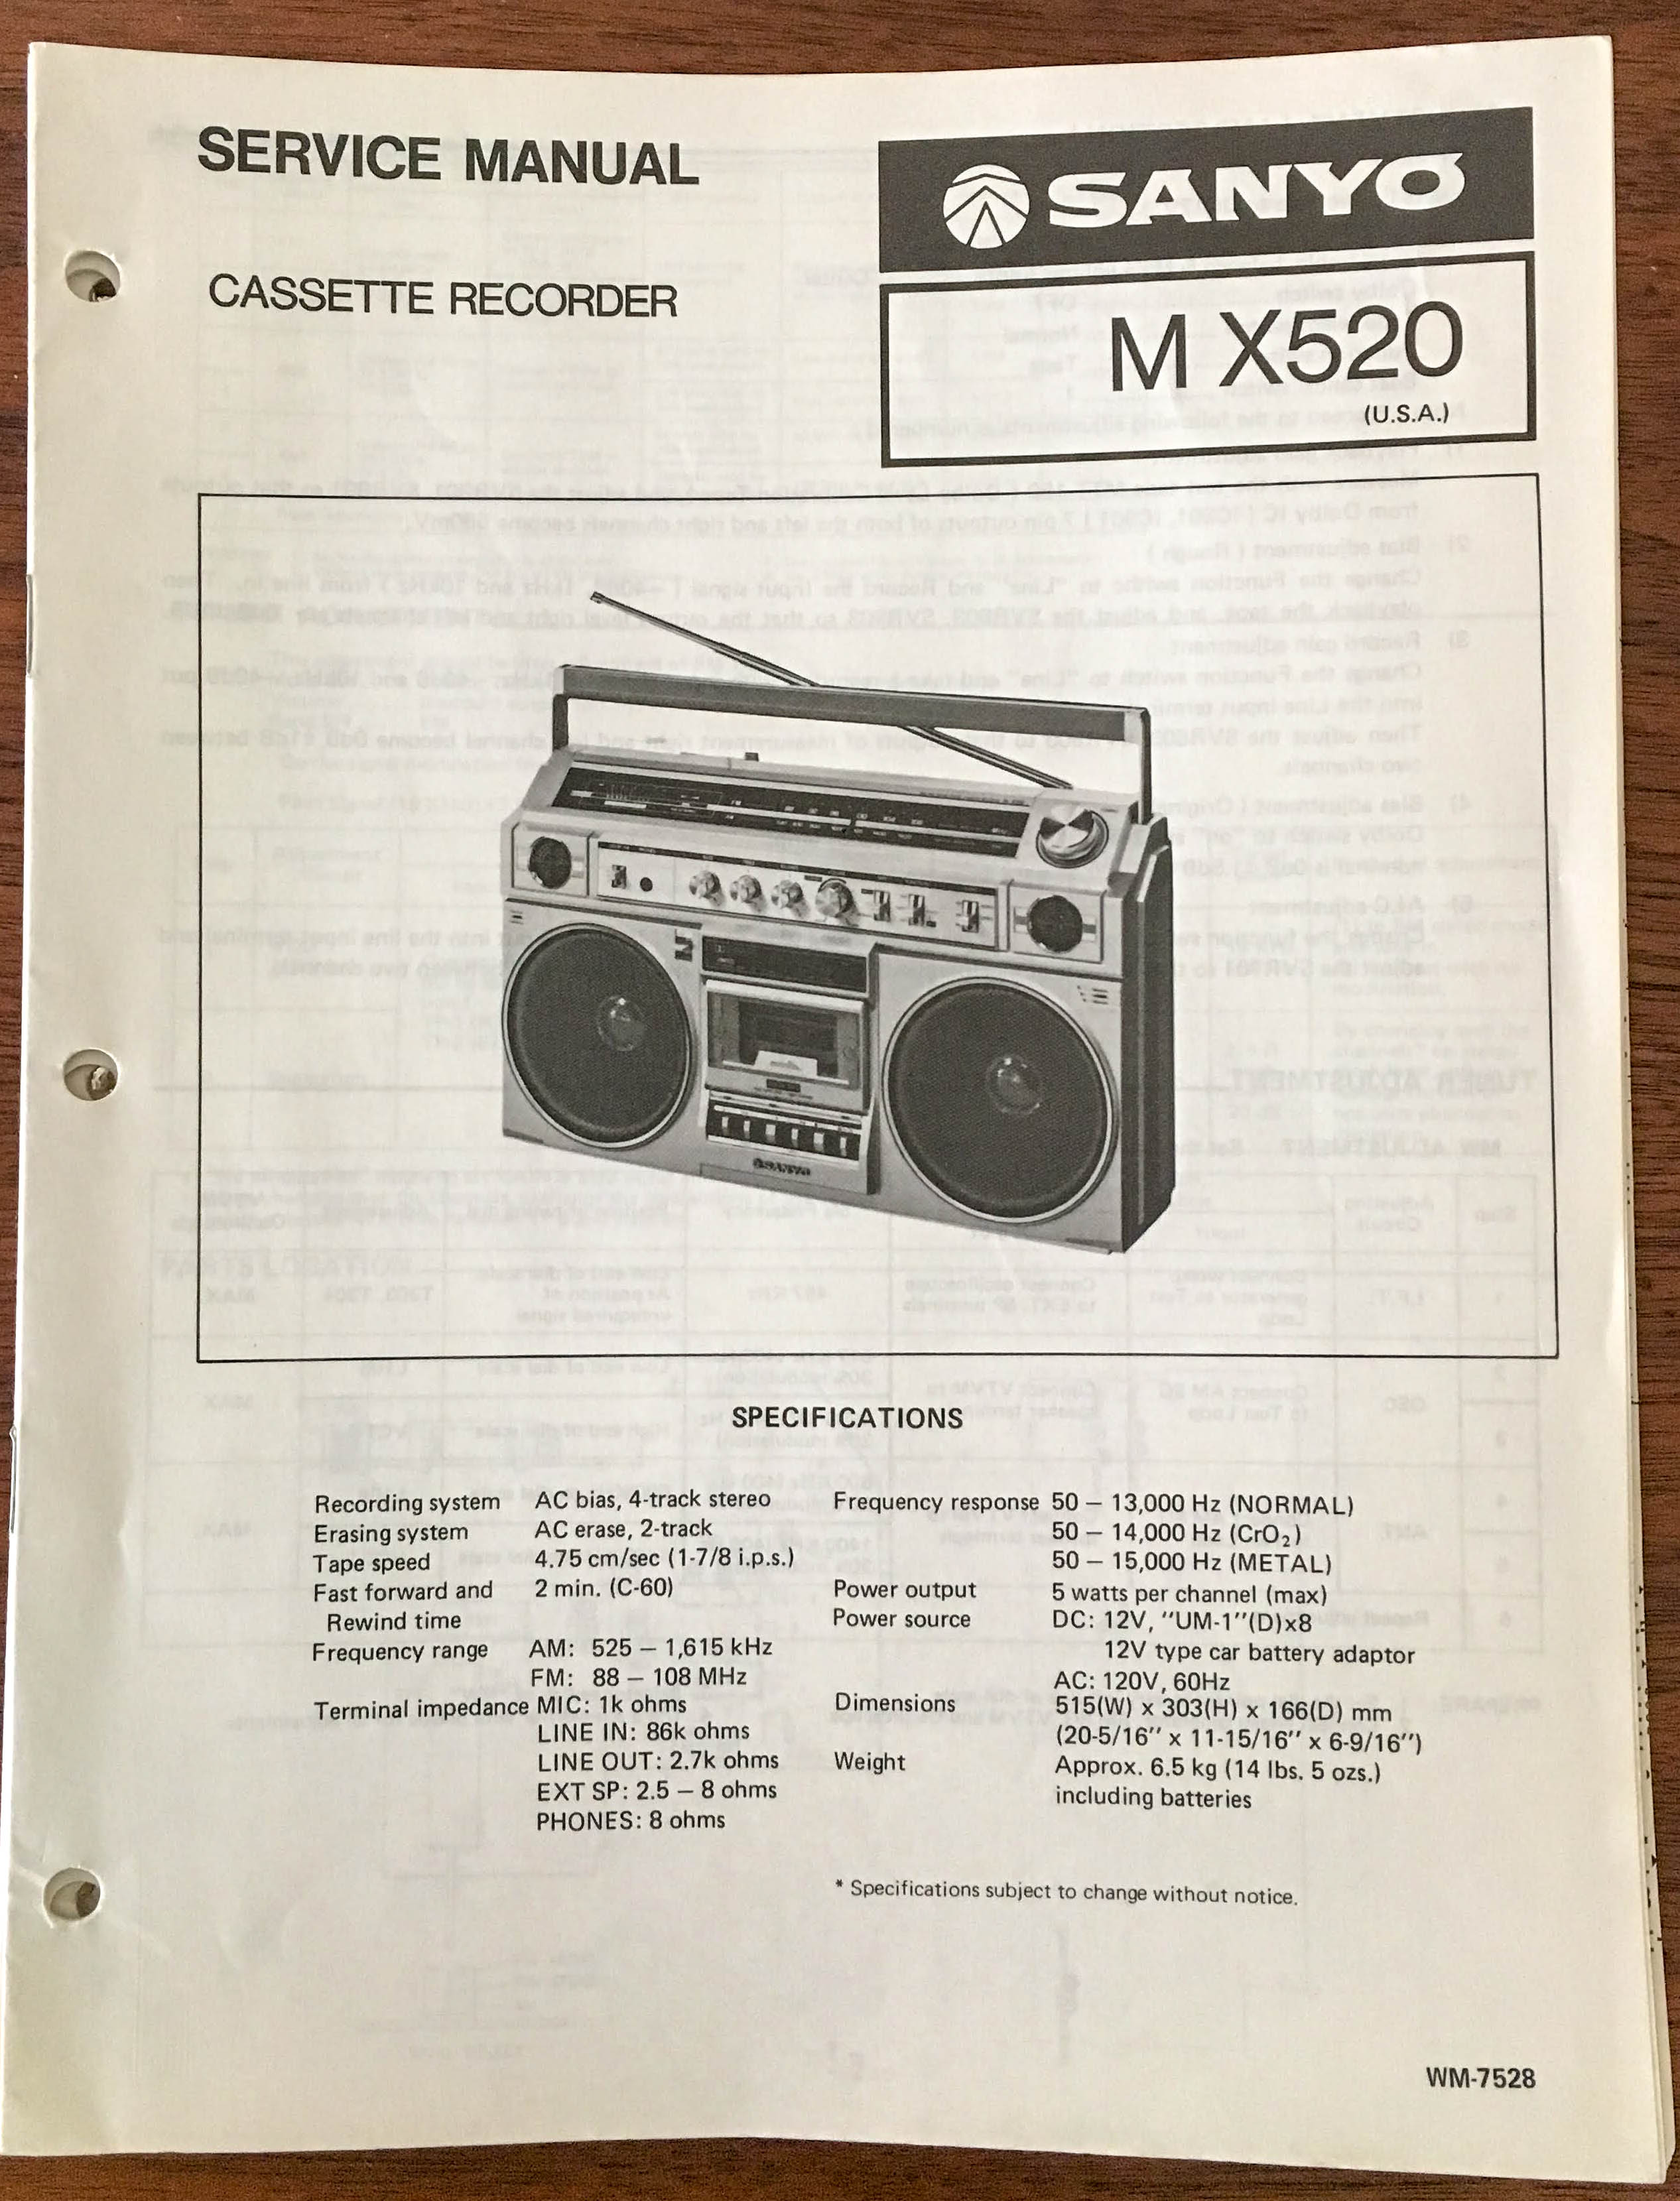 SERVICE MANUAL
SANYO
CASSETTE RECORDER
M X520
(U.S.A.)
SANYO
SPECIFICATIONS
Recording system AC bias, 4-track stereo
Erasing system AC erase, 2-track
Tape speed 4.75 cm/sec (1-7/8 i.p.s.)
Fast forward and 2 min. (C-60)
Rewind time
Frequency range AM: 525 – 1,615 kHz
FM: 88 – 108 MHz
Terminal impedance MIC: 1k ohms
LINE IN: 86k ohms
LINE OUT: 2.7k ohms
EXT SP: 2.5 – 8 ohms
PHONES: 8 ohms
Frequency response 50 – 13,000 Hz (NORMAL)
50 – 14,000 Hz (CrO₂)
50 – 15,000 Hz (METAL)
Power output 5 watts per channel (max)
Power source DC: 12V, "UM-1"(D)x8
12V type car battery adaptor
AC: 120V, 60Hz
Dimensions 515(W) x 303(H) x 166(D) mm
(20-5/16" x 11-15/16" x 6-9/16")
Weight Approx. 6.5 kg (14 lbs. 5 ozs.)
including batteries
* Specifications subject to change without notice.
WM-7528